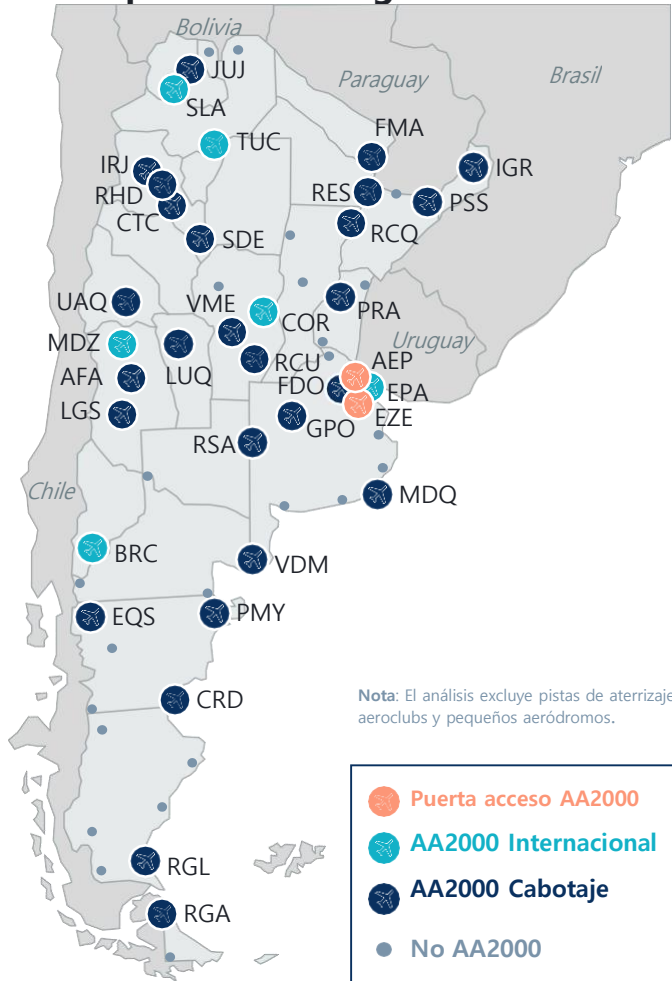 Bolivia
JUJ
Paraguay
Brasil
SLA
FMA
TUC
IRJ
IGR
RHD
RES
PSS
CTC
RCQ
SDE
UAQ
VME
PRA
COR
MDZ
Uruguay
AEP
AFA
LUQ
RCU
FDO
EPA
LGS
EZE
GPO
RSA
Chile
MDQ
BRC
VDM
EQS
PMY
CRD
Nota: El análisis excluye pistas de aterrizaje
aeroclubs y pequeños aeródromos.
Puerta acceso AA2000
AA2000 Internacional
AA2000 Cabotaje
No AA2000
RGL
RGA